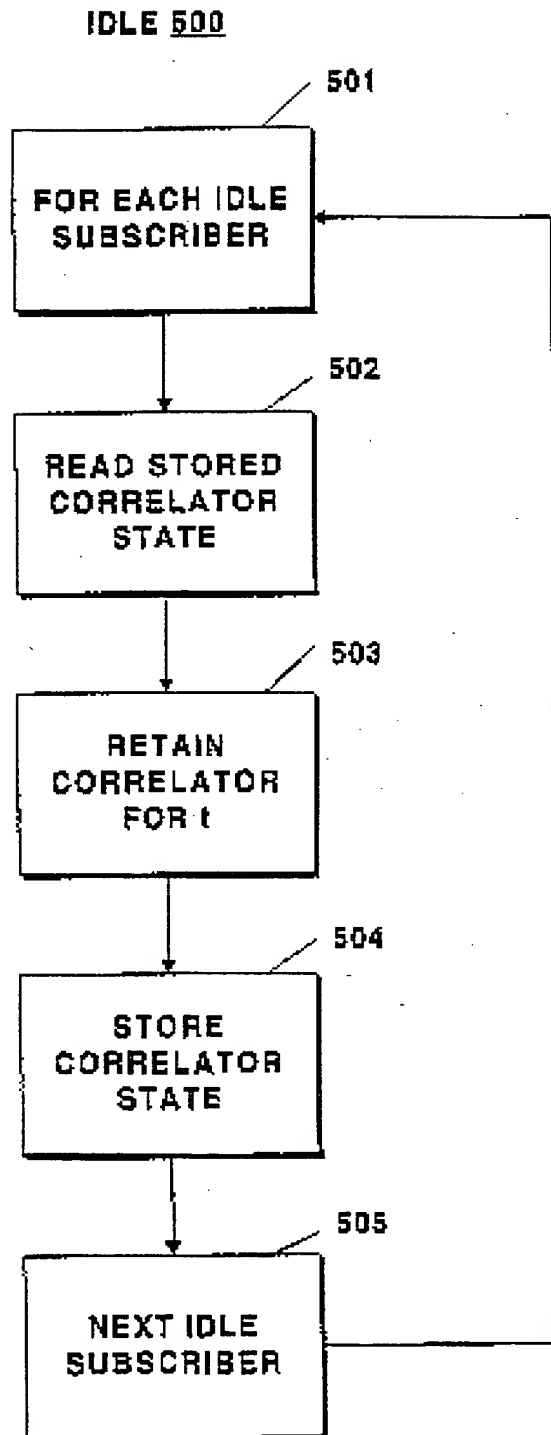 IDLE 500
501
FOR EACH IDLE
SUBSCRIBER
502
READ STORED
CORRELATOR
STATE
503
RETAIN
CORRELATOR
FOR t
504
STORE
CORRELATOR
STATE
505
NEXT IDLE
SUBSCRIBER